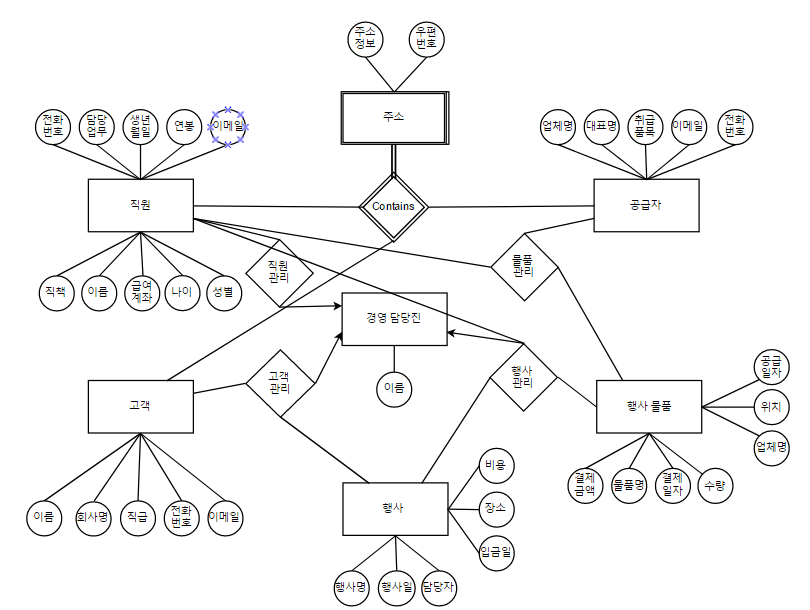 주소
정보
우편
번호
주소
전화
번호
담당
업무
생년
월일
연봉
이메일
업체명
대표명
취급
품목
이메일
전화
번호
직원
Contains
공급자
직책
이름
급여
계좌
나이
성별
직원
관리
물품
관리
경영 담당진
이름
고객
관리
행사
관리
고객
행사 물품
공급
일자
위치
업체명
이름
회사명
직급
전화
번호
이메일
행사
비용
장소
입금일
결제
금액
물품명
결제
일자
수량
행사명
행사일
담당자